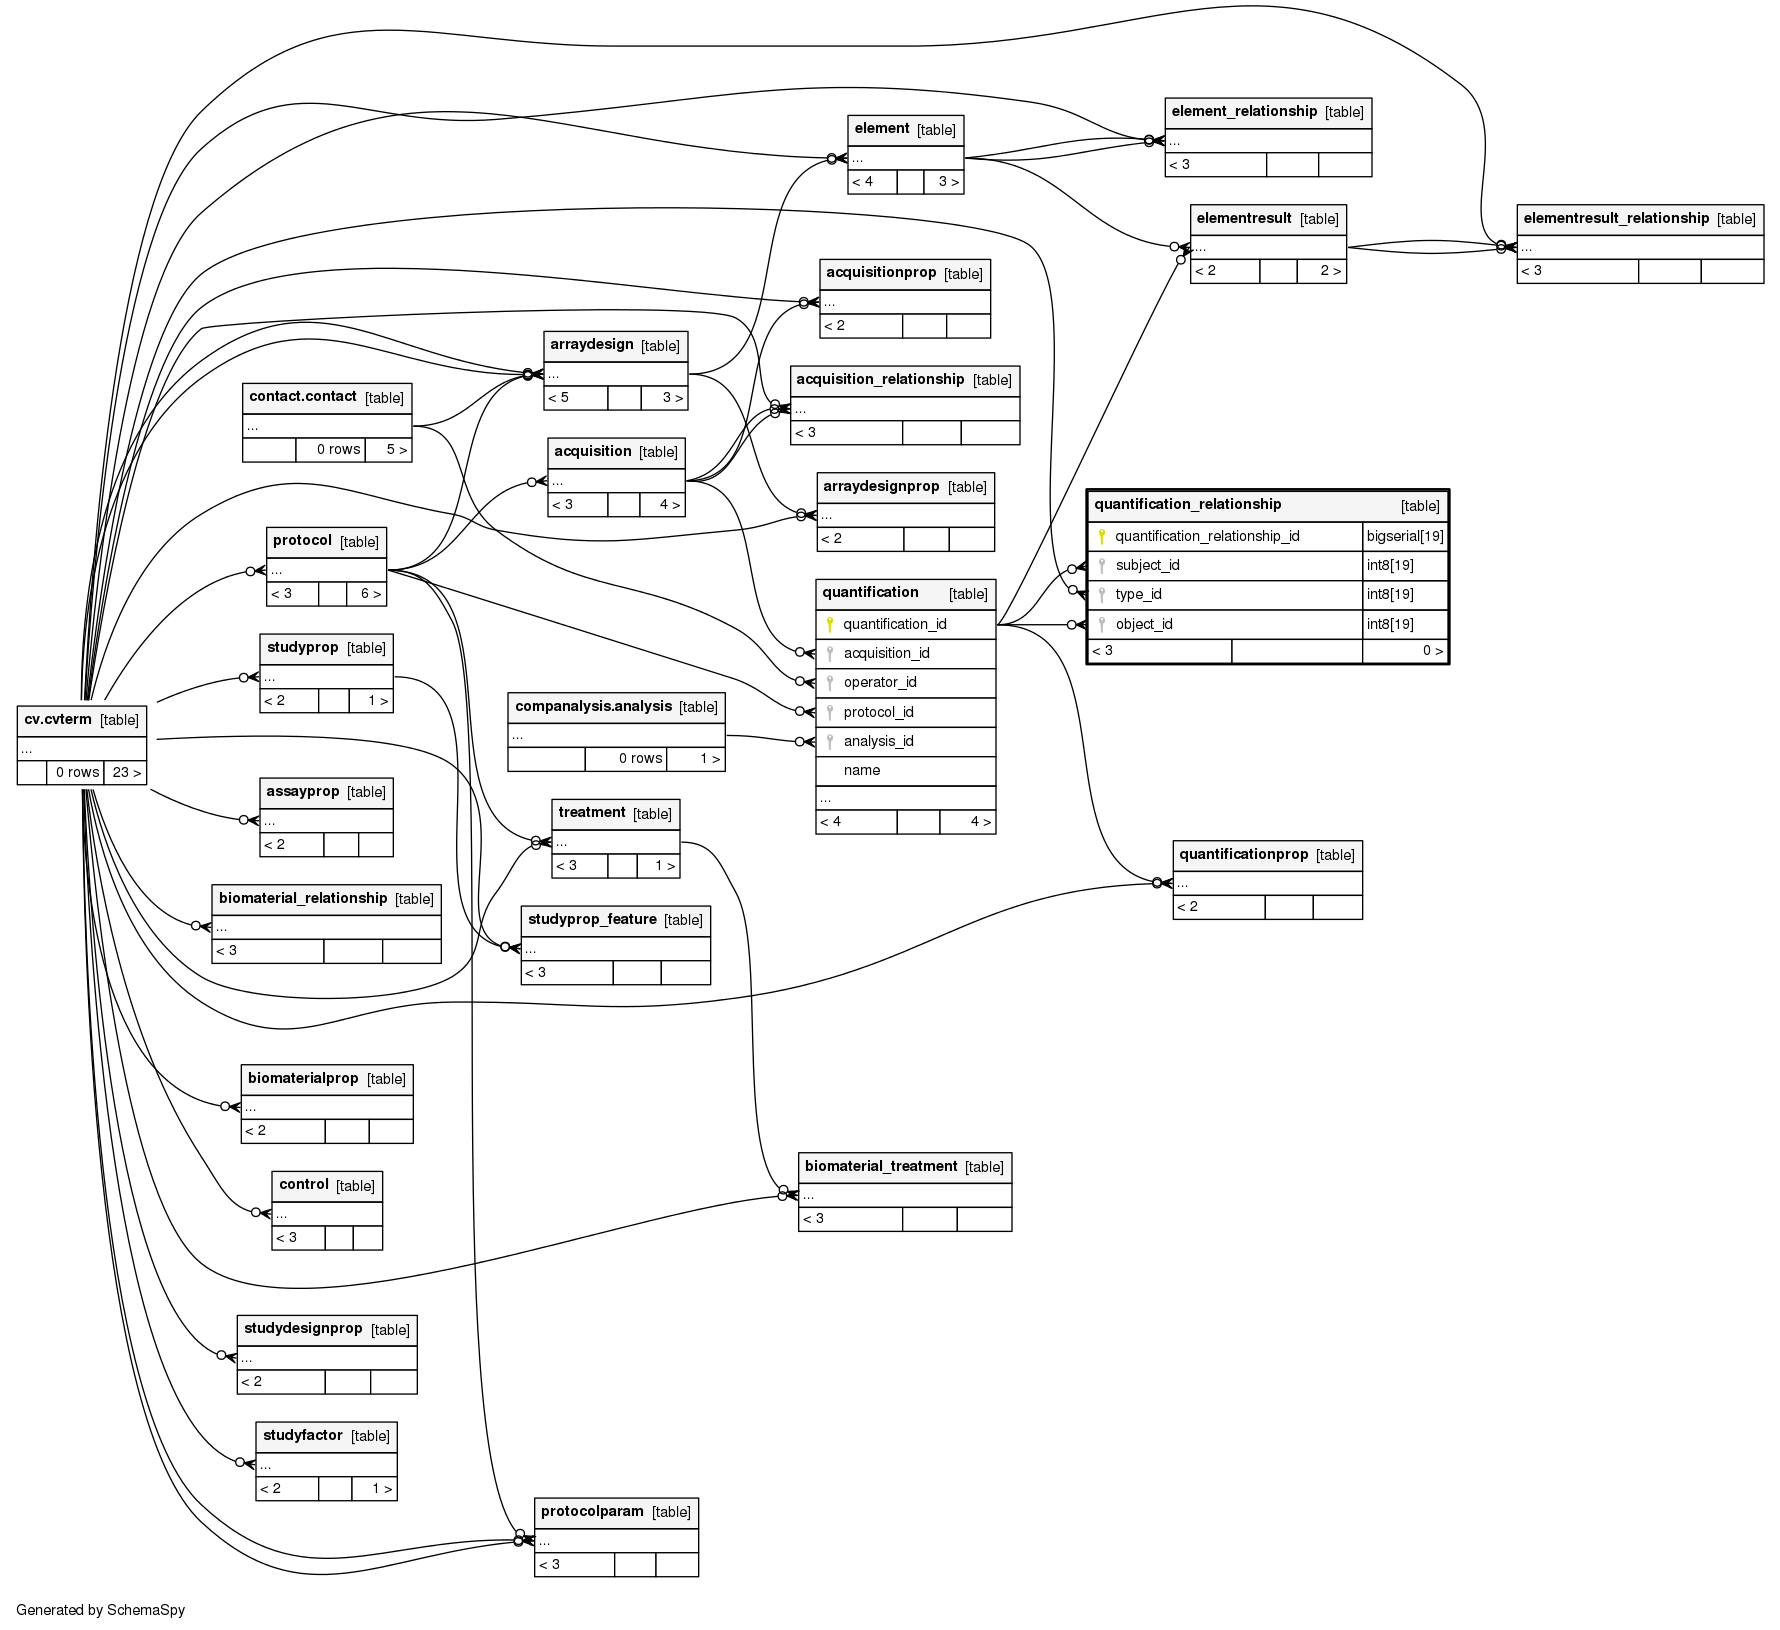 element_relationship [table]
...
< 3
element [table]
...
< 4 3 >
elementresult [table]
...
< 2 2 >
elementresult_relationship [table]
...
< 3
acquisitionprop [table]
...
< 2
arraydesign [table]
...
< 5 3 >
acquisition_relationship [table]
...
< 3
contact.contact [table]
...
0 rows 5 >
acquisition [table]
...
< 3 4 >
arraydesignprop [table]
...
< 2
quantification_relationship [table]
quantification_relationship_id bigserial[19]
subject_id int8[19]
type_id int8[19]
object_id int8[19]
< 3 0 >
protocol [table]
...
< 3 6 >
quantification [table]
quantification_id
acquisition_id
operator_id
protocol_id
analysis_id
name
...
< 4 4 >
studyprop [table]
...
< 2 1 >
companalysis.analysis [table]
...
0 rows 1 >
cv.cvterm [table]
...
0 rows 23 >
assayprop [table]
...
< 2
treatment [table]
...
< 3 1 >
quantificationprop [table]
...
< 2
biomaterial_relationship [table]
...
< 3
studyprop_feature [table]
...
< 3
biomaterialprop [table]
...
< 2
biomaterial_treatment [table]
...
< 3
control [table]
...
< 3
studydesignprop [table]
...
< 2
studyfactor [table]
...
< 2 1 >
protocolparam [table]
...
< 3
Generated by SchemaSpy